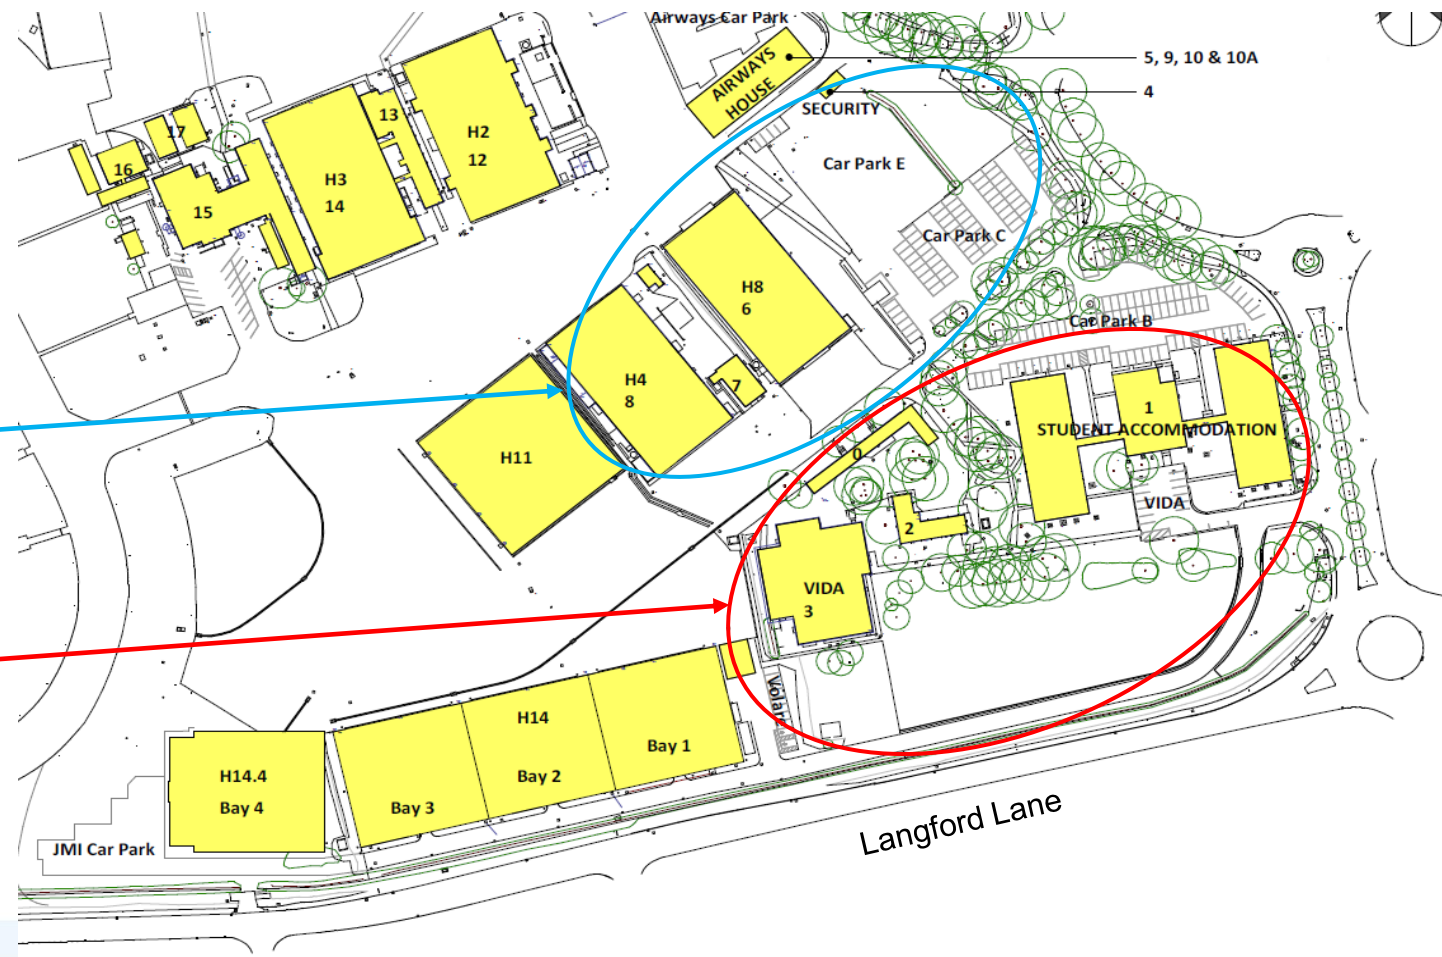 Airways Car Park
5, 9, 10 & 10A
AIRWAYS
HOUSE
4
SECURITY
13
H2
12
17
Car Park E
16
H3
14
15
Car Park C
H8
6
Car Park B
H4
8
7
1
STUDENT ACCOMMODATION
H11
0
VIDA
2
VIDA
3
Volant
H14
Bay 1
H14.4
Bay 2
Bay 4
Bay 3
Langford Lane
JMI Car Park